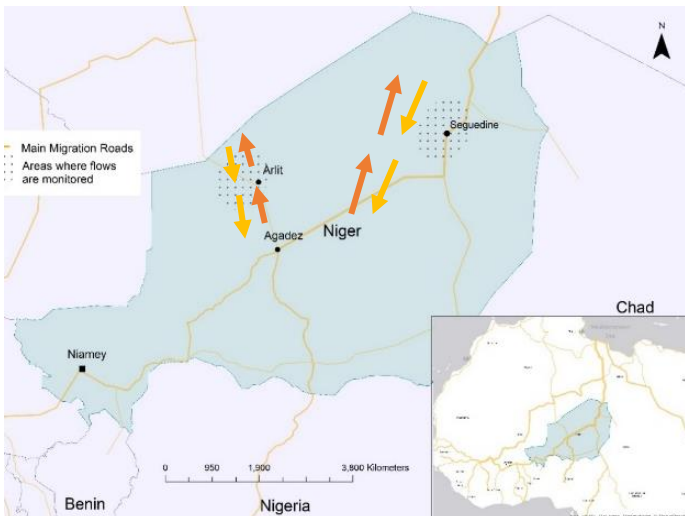 N
Seguedine
Main Migration Roads
Areas where flows
are monitored
Arlit
Agadez
Niger
Chad
Niamey
0 950 1,900 3,800 Kilometers
Benin
Nigeria